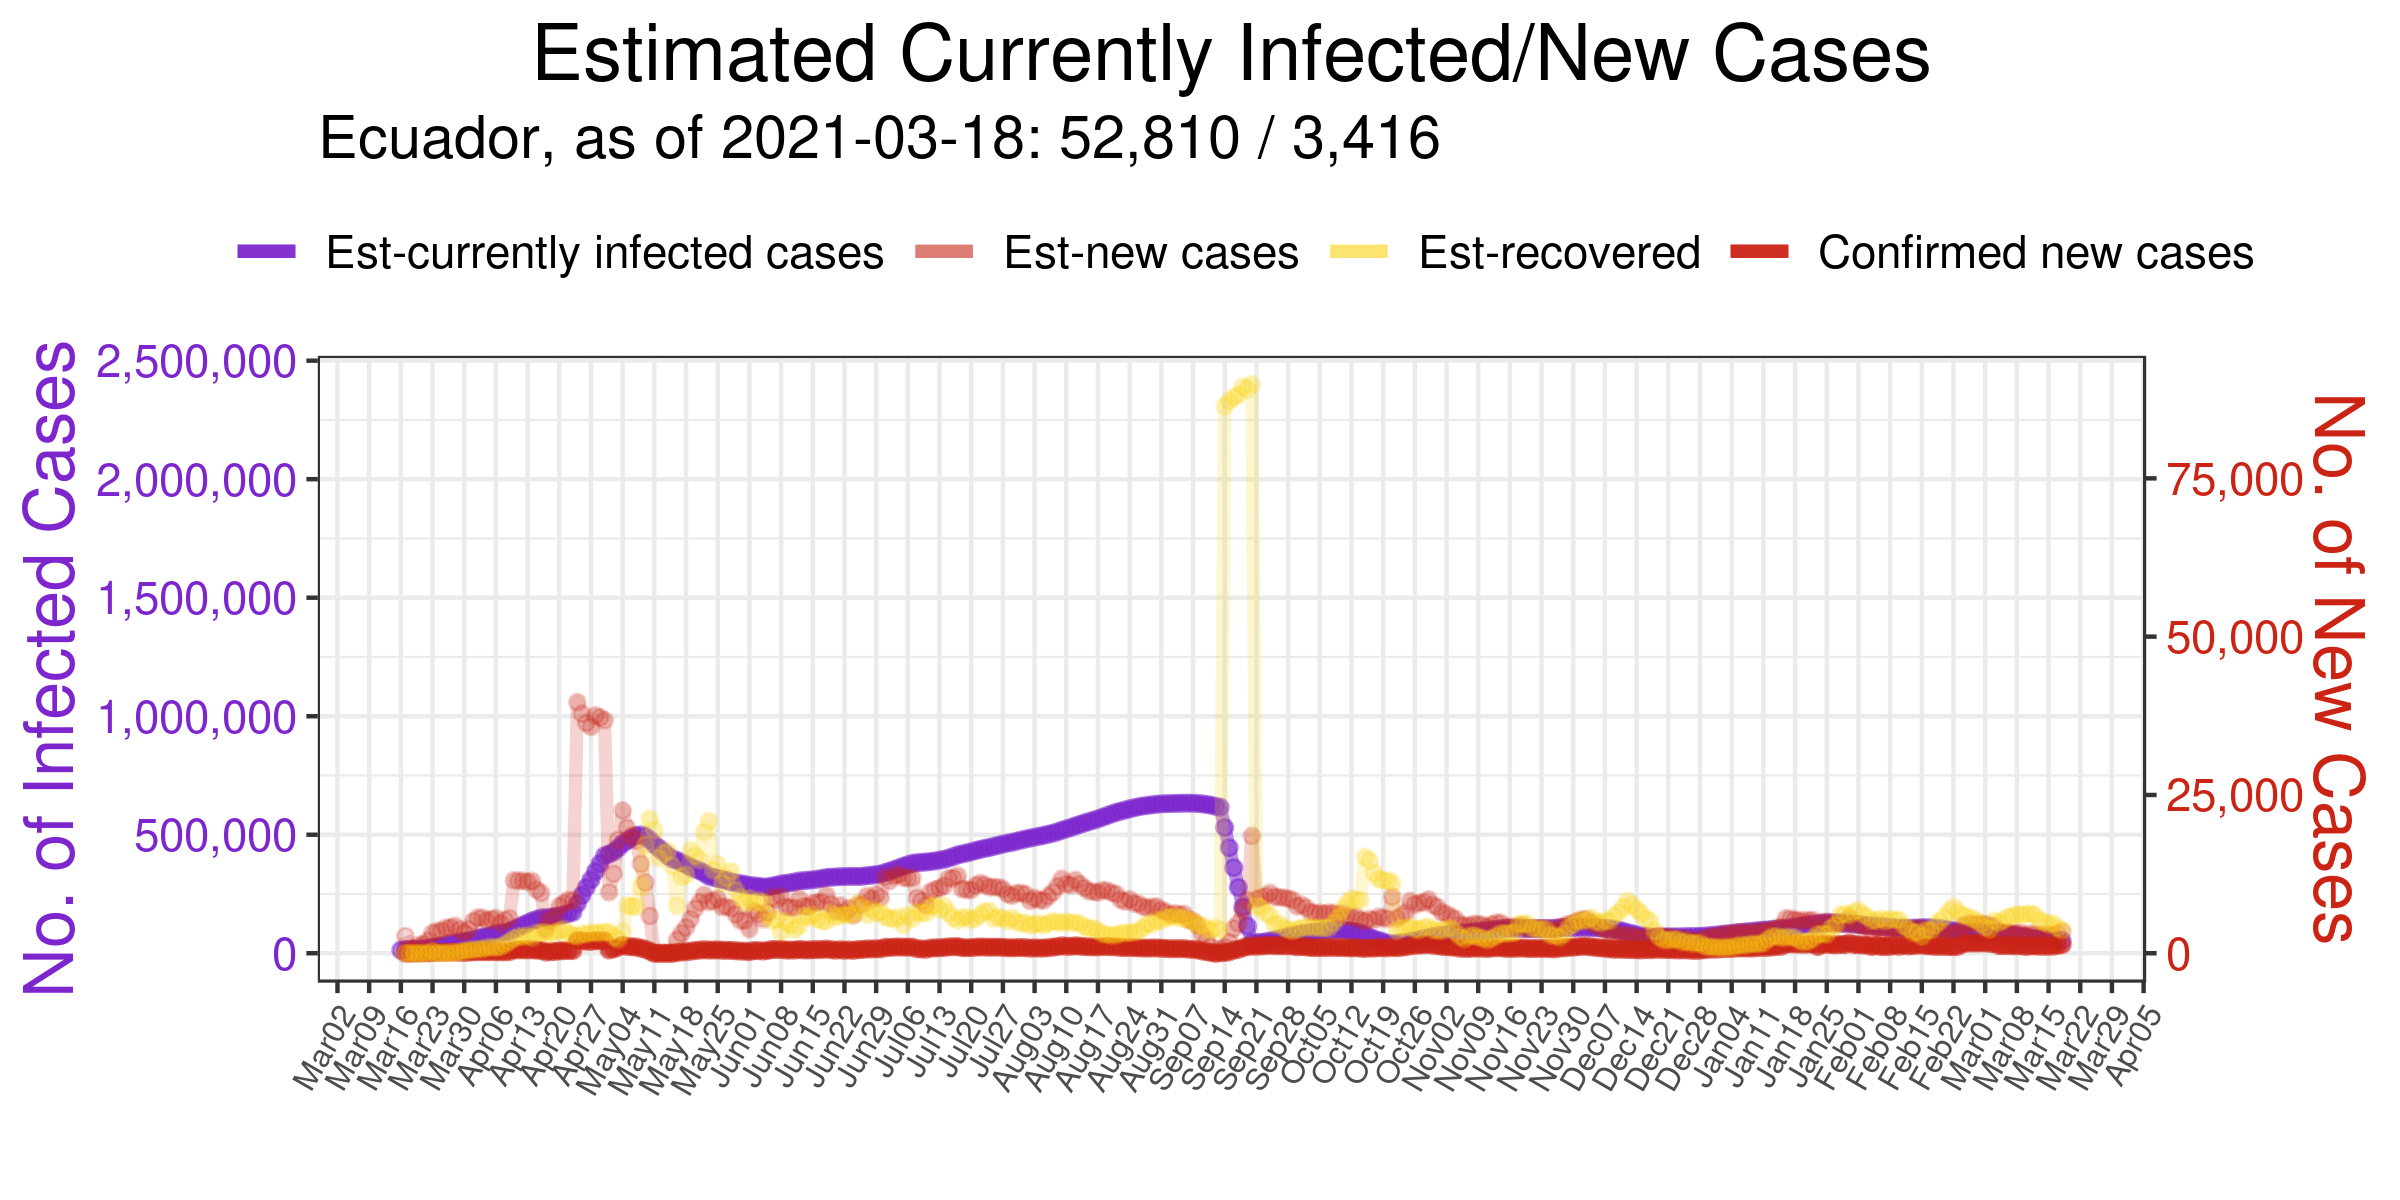 Estimated Currently Infected/New Cases
Ecuador, as of 2021-03-18: 52,810 / 3,416
Est-currently infected cases
Est-new cases
Est-recovered
Confirmed new cases
No. of Infected Cases
2,500,000
2,000,000
1,500,000
1,000,000
500,000
0
75,000
50,000
25,000
0
No. of New Cases
Mar02
Mar09
Mar16
Mar23
Mar30
Apr06
Apr13
Apr20
Apr27
May04
May11
May18
May25
Jun01
Jun08
Jun15
Jun22
Jun29
Jul06
Jul13
Jul20
Jul27
Aug03
Aug10
Aug17
Aug24
Aug31
Sep07
Sep14
Sep21
Sep28
Oct05
Oct12
Oct19
Oct26
Nov02
Nov09
Nov16
Nov23
Nov30
Dec07
Dec14
Dec21
Dec28
Jan04
Jan11
Jan18
Jan25
Feb01
Feb08
Feb15
Feb22
Mar01
Mar08
Mar15
Mar22
Mar29
Apr05